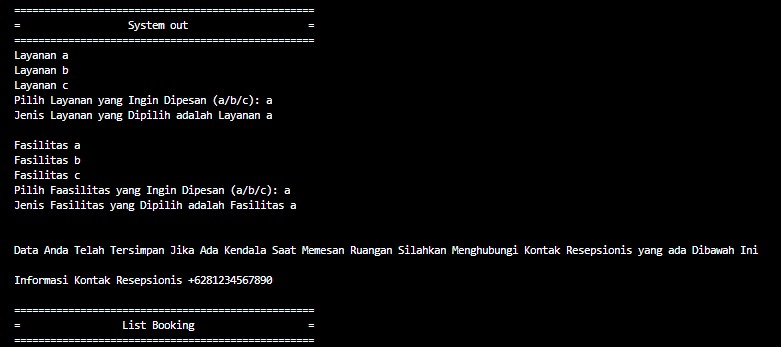 ==================================================
=                  System out                    =
==================================================
Layanan a
Layanan b
Layanan c
Pilih Layanan yang Ingin Dipesan (a/b/c): a
Jenis Layanan yang Dipilih adalah Layanan a
Fasilitas a
Fasilitas b
Fasilitas c
Pilih Faasilitas yang Ingin Dipesan (a/b/c): a
Jenis Fasilitas yang Dipilih adalah Fasilitas a
Data Anda Telah Tersimpan Jika Ada Kendala Saat Memesan Ruangan Silahkan Menghubungi Kontak Resepsionis yang ada Dibawah Ini
Informasi Kontak Resepsionis +6281234567890
==================================================
=                 List Booking                   =
==================================================